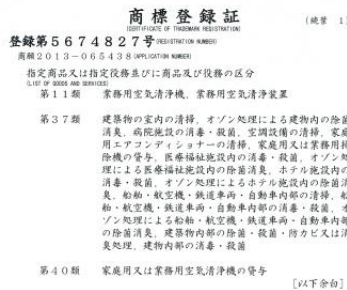 商標登録証
(続葉 1)
(CERTIFICATE OF TRADEMARK REGISTRATION)
登録第5674827号(REGISTRATION NUMBER)
商願2013-065438(APPLICATION NUMBER)
指定商品又は指定役務並びに商品及び役務の区分
(LIST OF GOODS AND SERVICES)
第11類 業務用空気清浄機、業務用空気清浄装置
第37類 建築物の室内の清掃、オゾン処理による建物内の除菌
消臭、病院施設の消毒・殺菌、空調設備の清掃、家庭
用エアコンディショナーの清掃、家庭用又は業務用掃
除機の貸与、医療福祉施設内の消毒・殺菌、オゾン処
理による医療福祉施設内の除菌消臭、ホテル施設内の
消毒・殺菌、オゾン処理によるホテル施設内の除菌消
臭、船舶・航空機・鉄道車両・自動車内部の清掃、船
舶・航空機・鉄道車両・自動車内部の消毒・殺菌、オ
ゾン処理による船舶・航空機・鉄道車両・自動車内部
の除菌消臭、建築物内部の除菌・殺菌・防カビ又は消
臭処理、建物内部の消毒・殺菌
第40類 家庭用又は業務用空気清浄機の貸与
[以下余白]